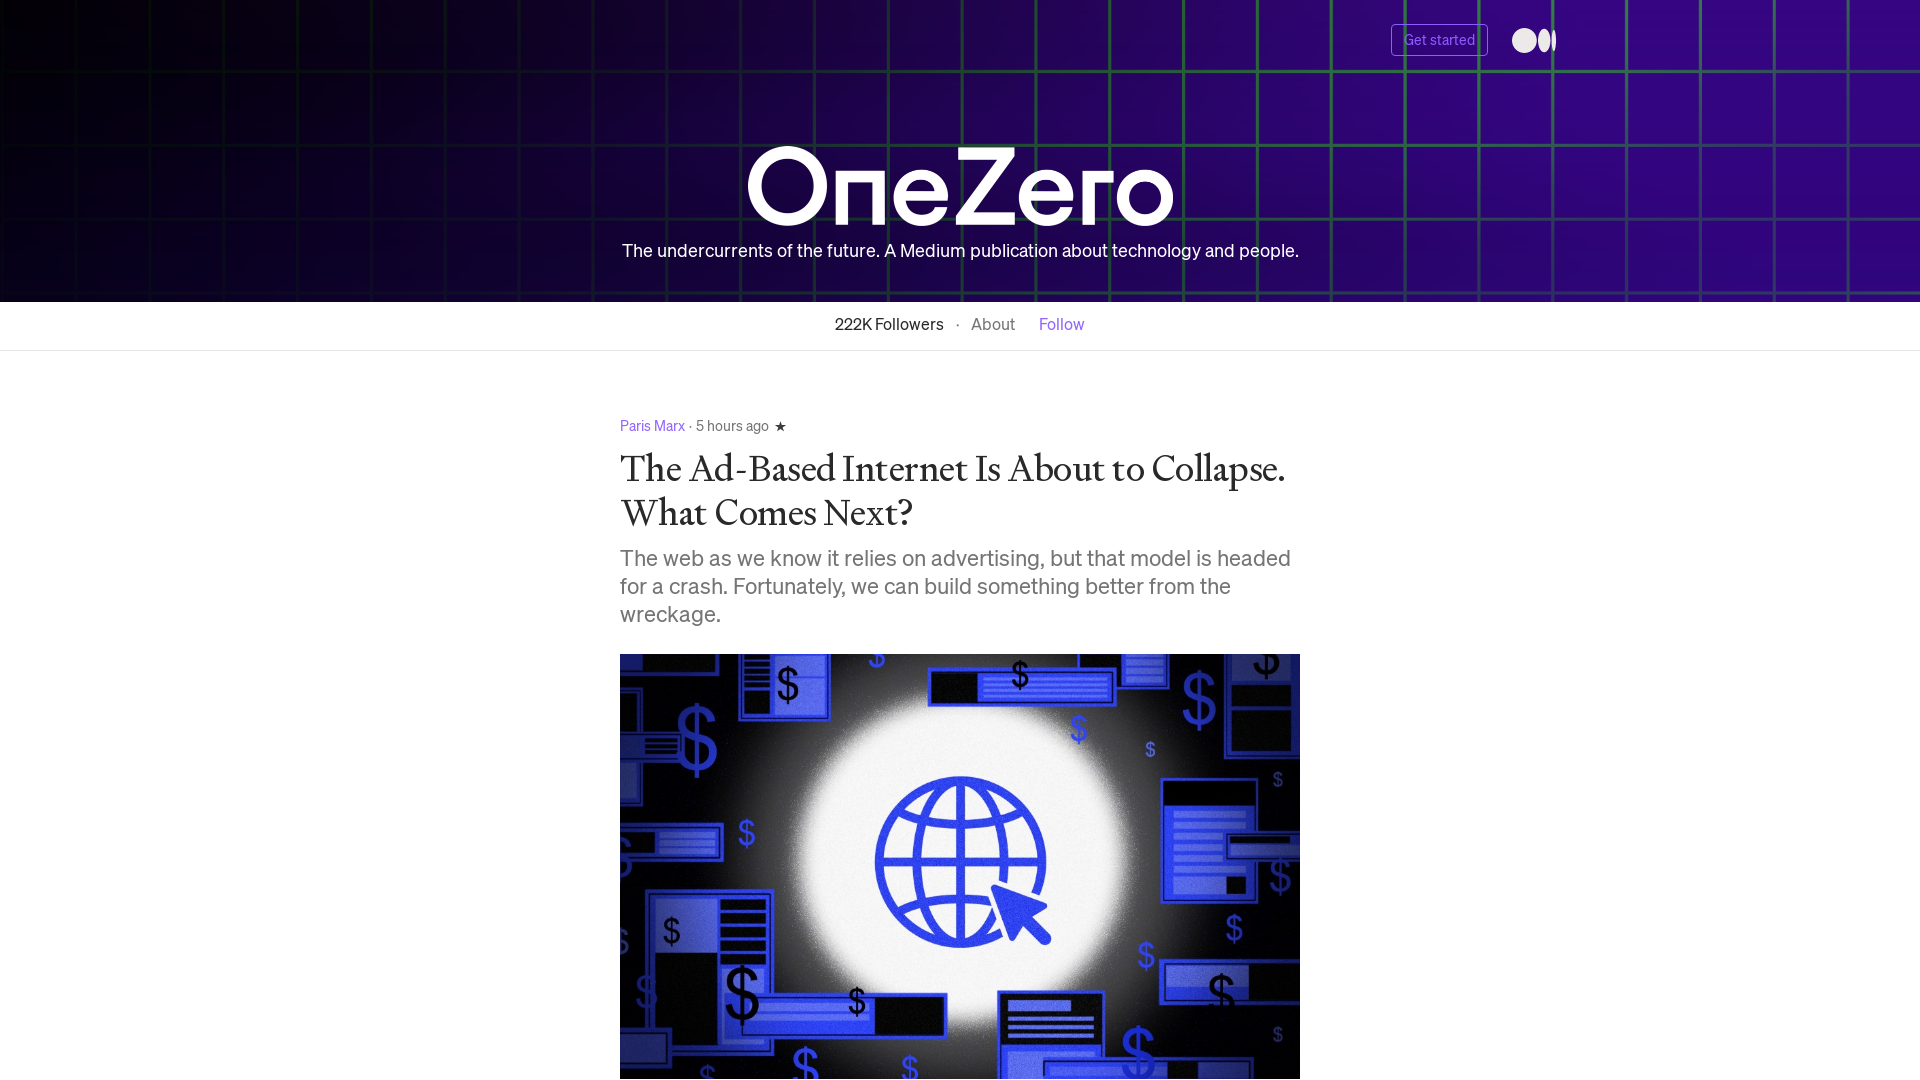 Get started
OneZero
The undercurrents of the future. A Medium publication about technology and people.
222K Followers · About Follow
Paris Marx · 5 hours ago ★
The Ad-Based Internet Is About to Collapse.
What Comes Next?
The web as we know it relies on advertising, but that model is headed
for a crash. Fortunately, we can build something better from the
wreckage.